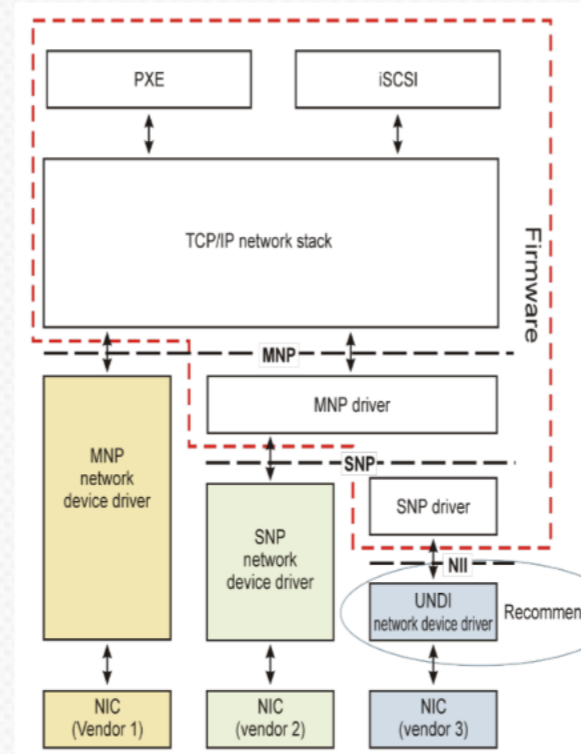 PXE
iSCSI
TCP/IP network stack
Firmware
MNP
MNP driver
MNP
network
device driver
SNP
SNP driver
SNP
network
device driver
NII
UNDI
network device driver
Recommen
NIC
(Vendor 1)
NIC
(vendor 2)
NIC
(vendor 3)